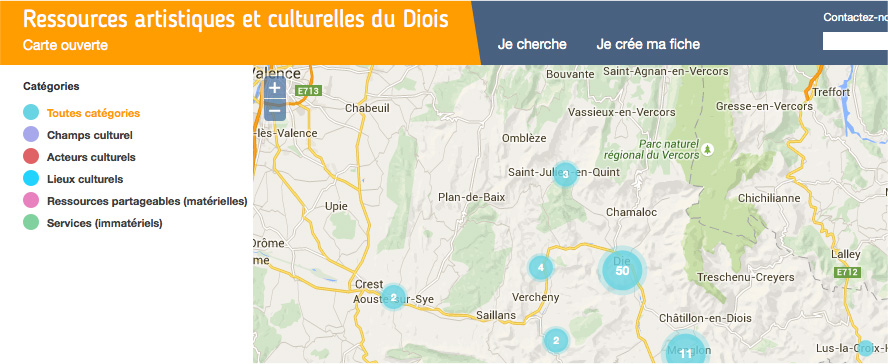 Ressources artistiques et culturelles du Diois
Carte ouverte
Je cherche
Je crée ma fiche
Contactez-no
Catégories
Toutes catégories
Champs culturel
Acteurs culturels
Lieux culturels
Ressources partageables (matérielles)
Services (immatériels)
Valence
+
−
E713
Chabeuil
-lès-Valence
Bouvante
Saint-Agnan-en-Vercors
Vassieux-en-Vercors
Gresse-en-Vercors
Treffort
Omblèze
Parc naturel
régional du Vercors
3
Saint-Julien-en-Quint
Plan-de-Baix
Chamaloc
Chichilianne
Upie
Drôme
me
Lalley
E712
4
Die
50
Treschenu-Creyers
Crest
2
Aouste-sur-Sye
Vercheny
Saillans
Châtillon-en-Diois
2
11
Lus-la-Croix-H